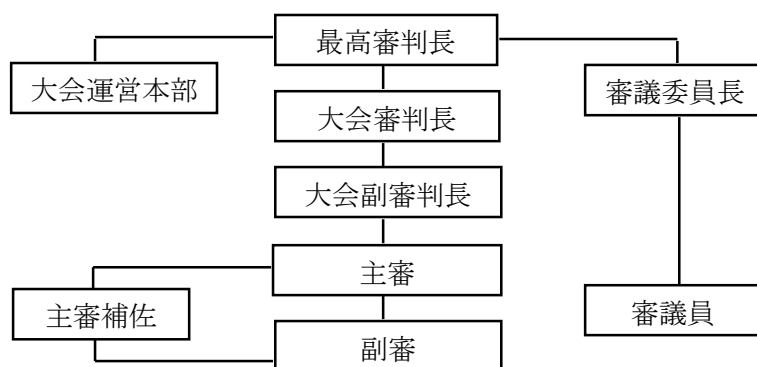 最高審判長
大会運営本部
審議委員長
大会審判長
大会副審判長
主審
主審補佐
審議員
副審